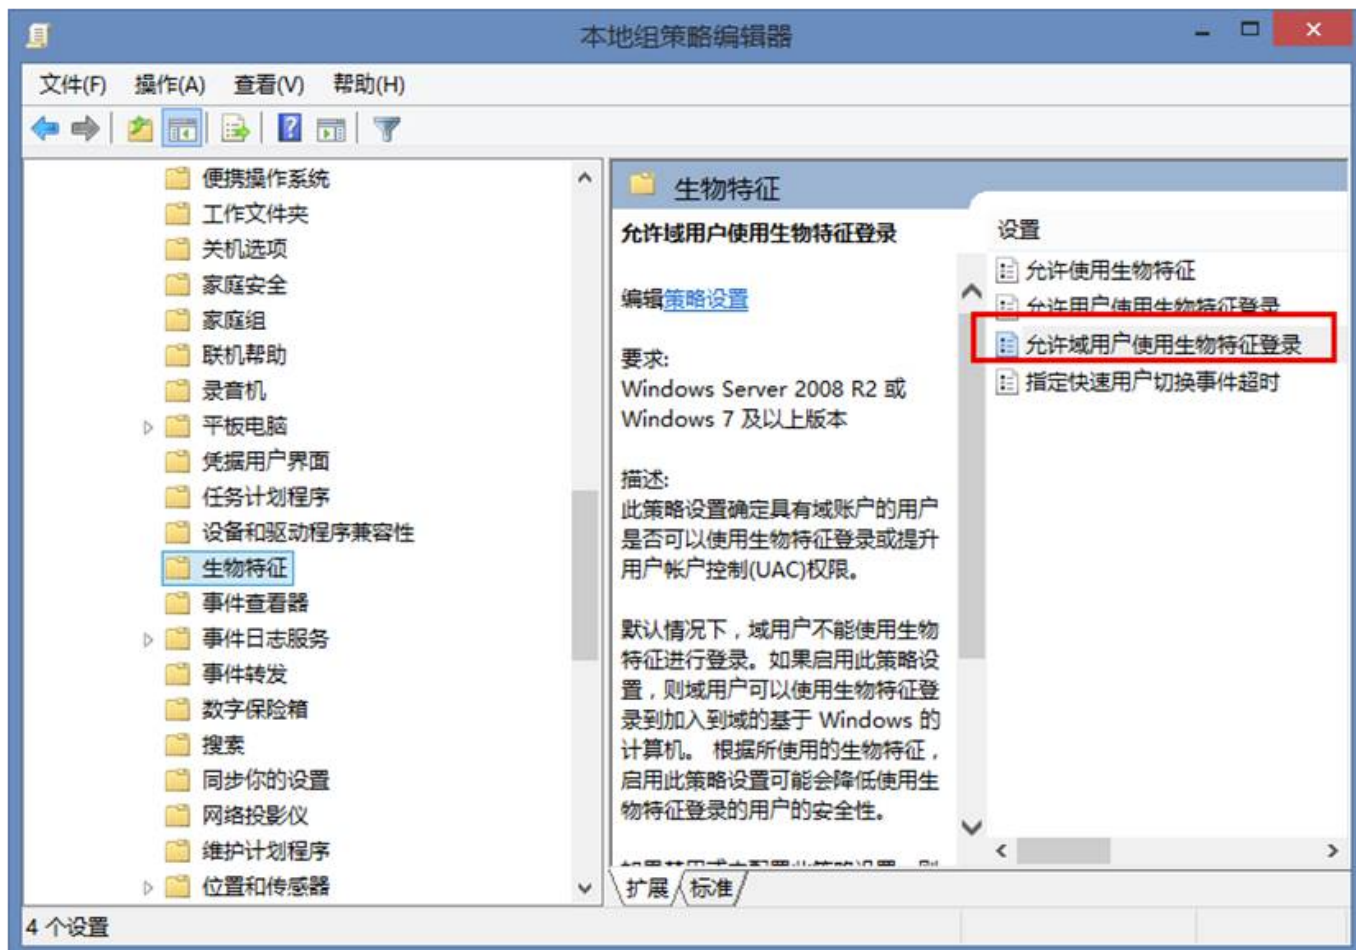 本地组策略编辑器
文件(F) 操作(A) 查看(V) 帮助(H)
便携操作系统
工作文件夹
关机选项
家庭安全
家庭组
联机帮助
录音机
平板电脑
凭据用户界面
任务计划程序
设备和驱动程序兼容性
生物特征
事件查看器
事件日志服务
事件转发
数字保险箱
搜索
同步你的设置
网络投影仪
维护计划程序
位置和传感器
生物特征
允许域用户使用生物特征登录
编辑策略设置
要求:
Windows Server 2008 R2 或
Windows 7 及以上版本
描述:
此策略设置确定具有域账户的用户
是否可以使用生物特征登录或提升
用户帐户控制(UAC)权限。
默认情况下，域用户不能使用生物
特征进行登录。如果启用此策略设
置，则域用户可以使用生物特征登
录到加入到域的基于 Windows 的
计算机。 根据所使用的生物特征，
启用此策略设置可能会降低使用生
物特征登录的用户的安全性。
设置
允许使用生物特征
允许用户使用生物特征登录
允许域用户使用生物特征登录
指定快速用户切换事件超时
扩展 标准
4 个设置